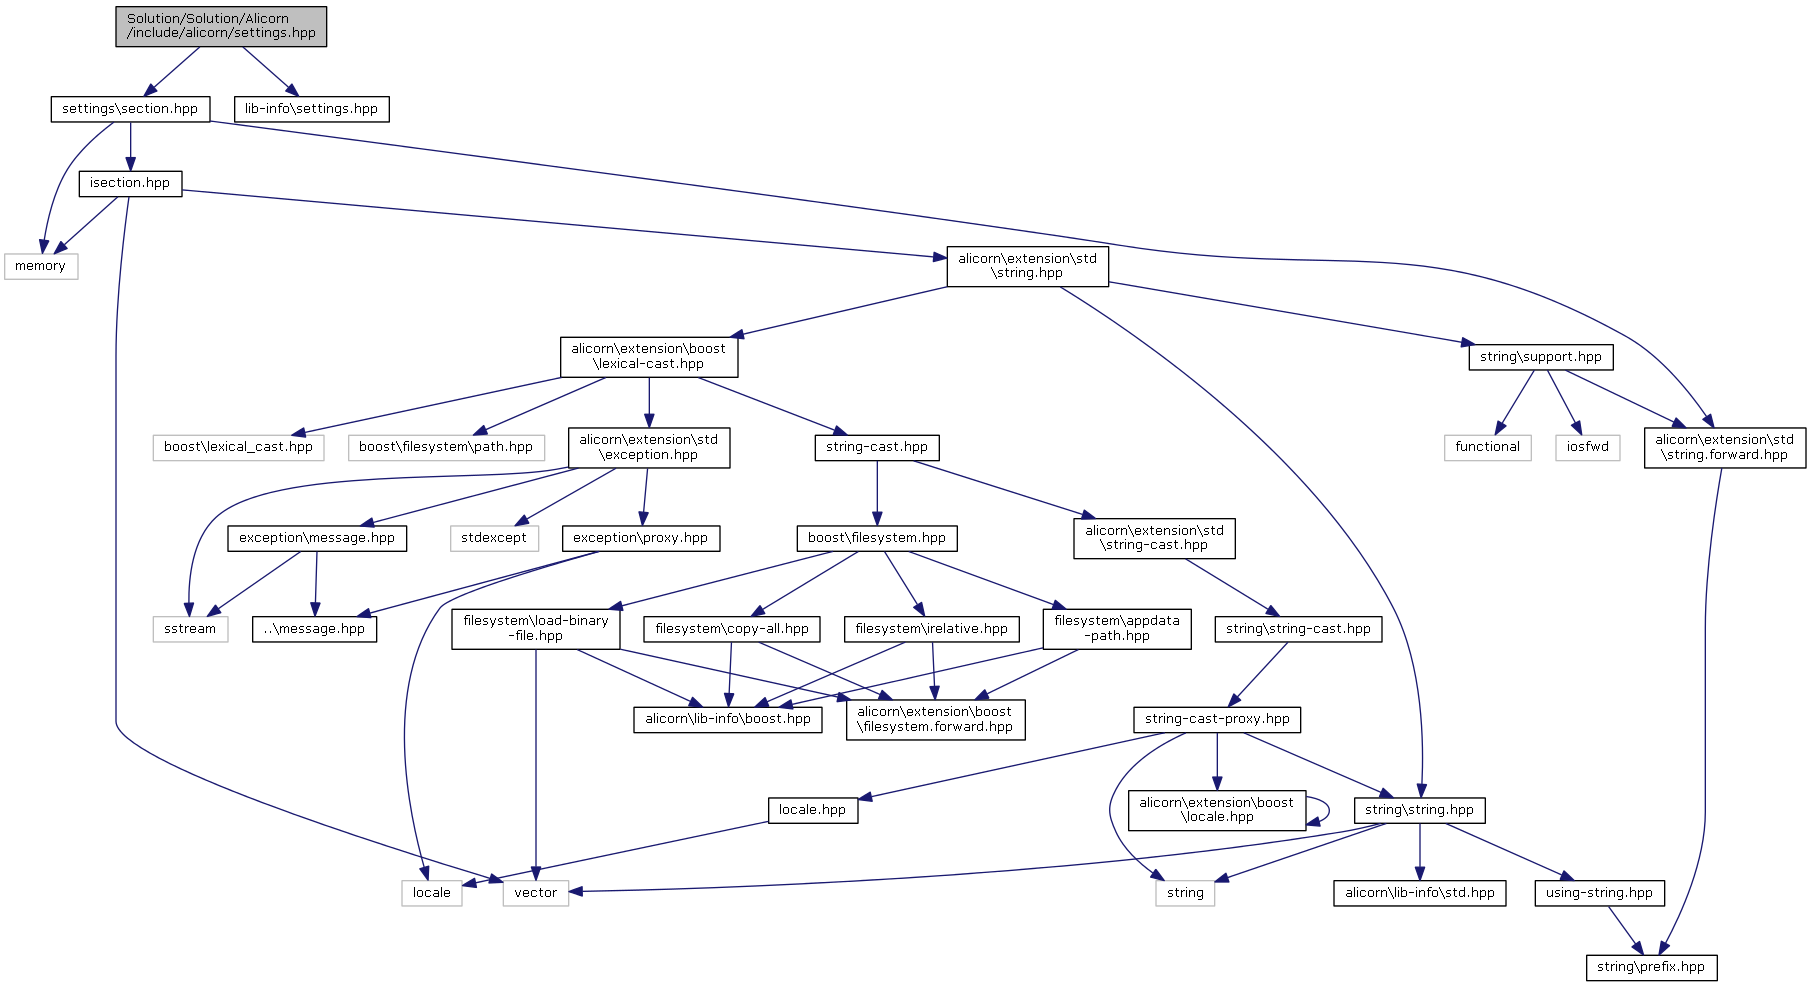 Solution/Solution/Alicorn
/include/alicorn/settings.hpp
settings\section.hpp
lib-info\settings.hpp
isection.hpp
memory
alicorn\extension\std
\string.hpp
alicorn\extension\boost
\lexical-cast.hpp
string\support.hpp
boost\lexical_cast.hpp
boost\filesystem\path.hpp
alicorn\extension\std
\exception.hpp
string-cast.hpp
functional
iosfwd
alicorn\extension\std
\string.forward.hpp
exception\message.hpp
stdexcept
exception\proxy.hpp
boost\filesystem.hpp
alicorn\extension\std
\string-cast.hpp
sstream
..\message.hpp
filesystem\load-binary
-file.hpp
filesystem\copy-all.hpp
filesystem\irelative.hpp
filesystem\appdata
-path.hpp
string\string-cast.hpp
alicorn\lib-info\boost.hpp
alicorn\extension\boost
\filesystem.forward.hpp
string-cast-proxy.hpp
locale.hpp
alicorn\extension\boost
\locale.hpp
string\string.hpp
locale
vector
string
alicorn\lib-info\std.hpp
using-string.hpp
string\prefix.hpp